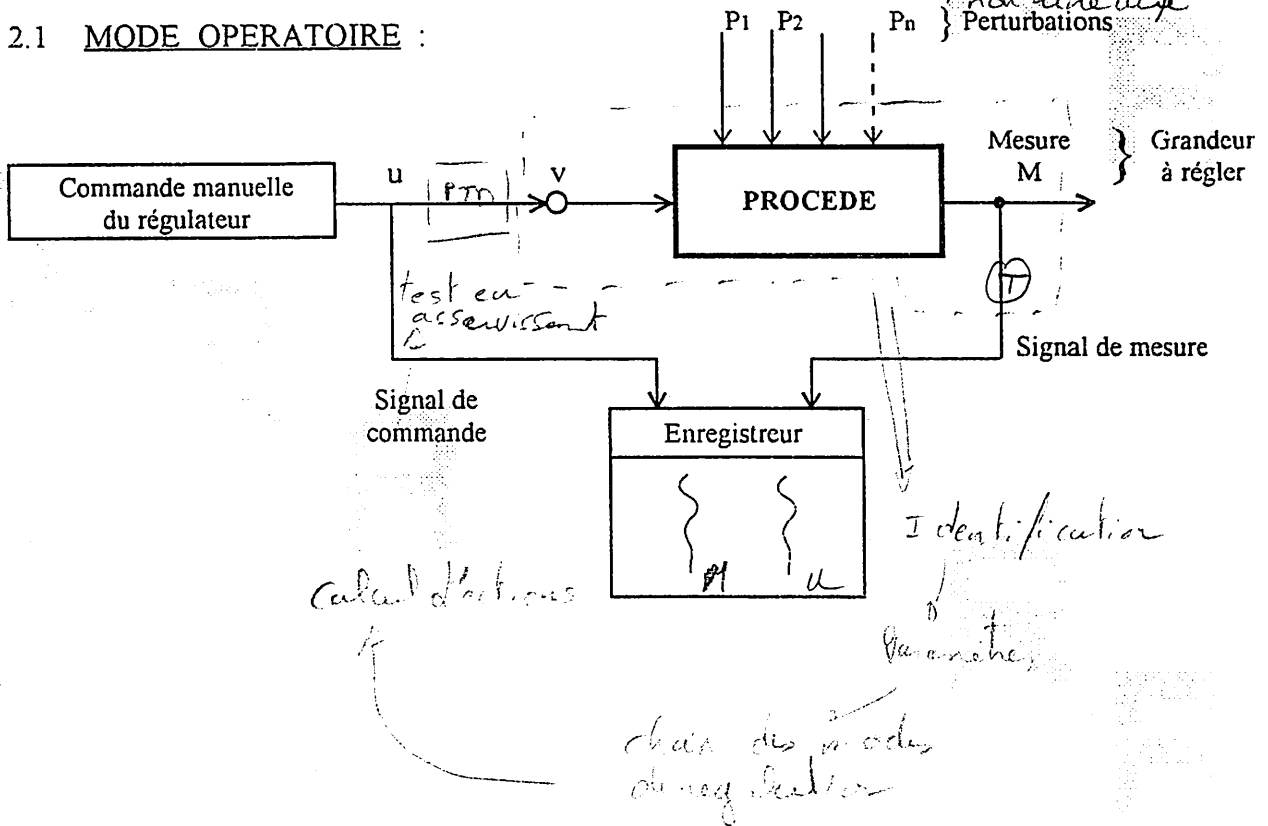 2.1 MODE OPERATOIRE :
P1 P2 Pn } Perturbations
Commande manuelle
du régulateur
u
v
PROCEDE
Mesure
M
} Grandeur
à régler
test en
asservissant
T
Signal de mesure
Signal de
commande
Enregistreur
M u
Identification
calcul d'actions
Paramètres
choix des modes
de régulation